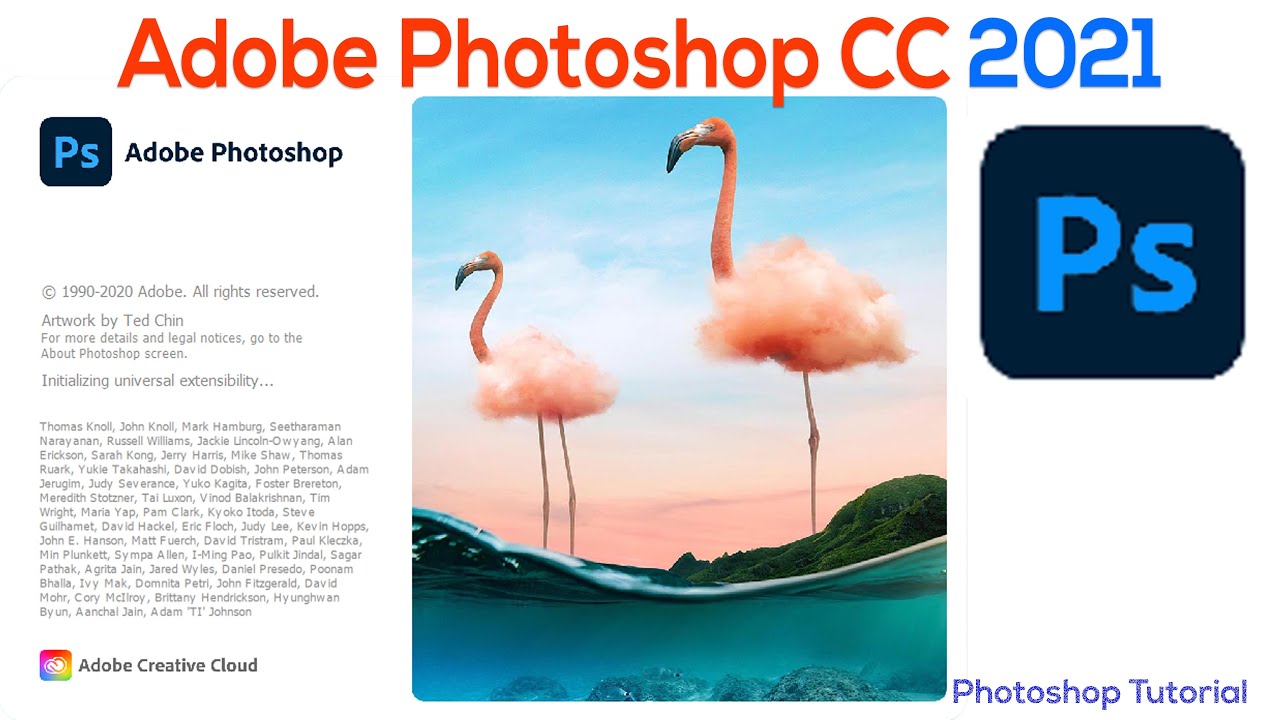 Adobe Photoshop CC 2021
Ps
Adobe Photoshop
Ps
© 1990-2020 Adobe. All rights reserved.
Artwork by Ted Chin
For more details and legal notices, go to the
About Photoshop screen.
Initializing universal extensibility...
Thomas Knoll, John Knoll, Mark Hamburg, Seetharaman
Narayanan, Russell Williams, Jackie Lincoln-Owyang, Alan
Erickson, Sarah Kong, Jerry Harris, Mike Shaw, Thomas
Ruark, Yukie Takahashi, David Dobish, John Peterson, Adam
Jerugim, Judy Severance, Yuko Kagita, Foster Brereton,
Meredith Stotzner, Tai Luxon, Vinod Balakrishnan, Tim
Wright, Maria Yap, Pam Clark, Kyoko Itoda, Steve
Guilhamet, David Hackel, Eric Floch, Judy Lee, Kevin Hopps,
John E. Hanson, Matt Fuerch, David Tristram, Paul Kleczka,
Min Plunkett, Sympa Allen, I-Ming Pao, Pulkit Jindal, Sagar
Pathak, Agrita Jain, Jared Wyles, Daniel Presedo, Poonam
Bhalla, Ivy Mak, Domnita Petri, John Fitzgerald, David
Mohr, Cory McIlroy, Brittany Hendrickson, Hyunghwan
Byun, Aanchal Jain, Adam 'TI' Johnson
Adobe Creative Cloud
Photoshop Tutorial